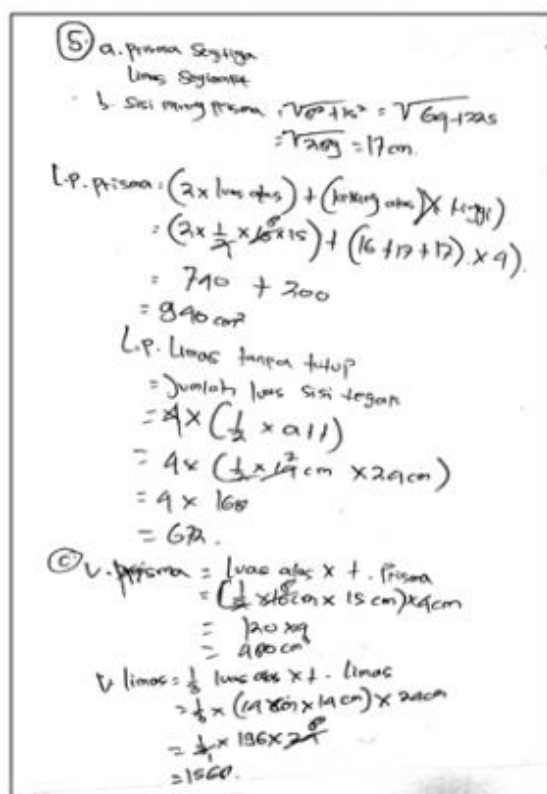 5 a. Prisma Segitiga
Limas Segiempat
b. Sisi miring prisma = √8²+15² = √64+225
= √289 = 17 cm.
L.p. prisma = (2 x luas alas) + (keliling alas) x tinggi)
= (2 x 1/2 x 16 x 15) + (16 + 17 + 17) x 4)
= 240 + 200
= 440 cm²
L.p. Limas tanpa tutup
= Jumlah luas sisi tegak
= 4 x (1/2 x a t)
= 4 x (1/2 x 14 cm x 24 cm)
= 4 x 168
= 672.
c V. prisma = luas alas x t. Prisma
= (1/2 x 16 cm x 15 cm) x 4 cm
= 120 x 4
= 480 cm
V limas = 1/3 luas alas x t. Limas
= 1/3 x (14 cm x 14 cm) x 24 cm
= 1/3 x 196 x 24
= 1568.